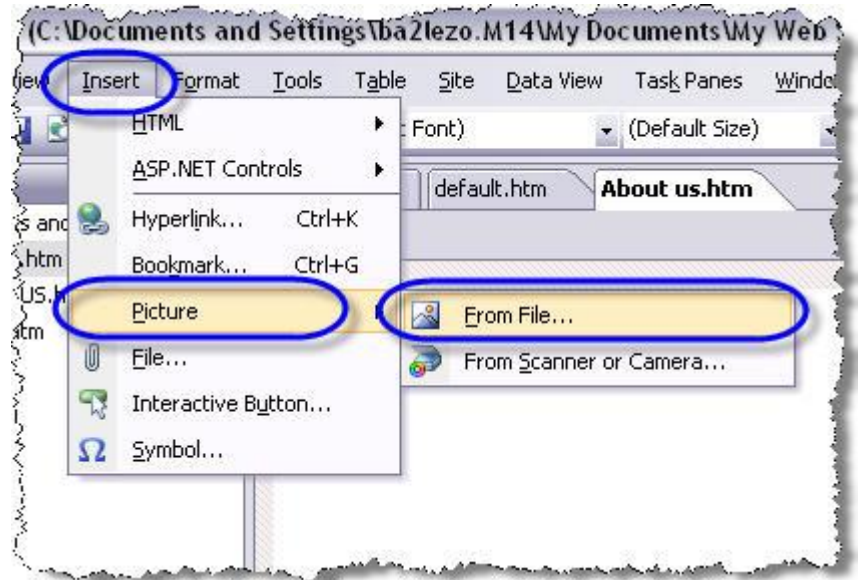 (C:\Documents and Settings\ba2lezo.M14\My Documents\My Web
Insert Format Tools Table Site Data View Task Panes
Font) (Default Size)
HTML
ASP.NET Controls
default.htm About us.htm
Hyperlink... Ctrl+K
Bookmark... Ctrl+G
.htm
Picture
From File...
File...
From Scanner or Camera...
Interactive Button...
Symbol...